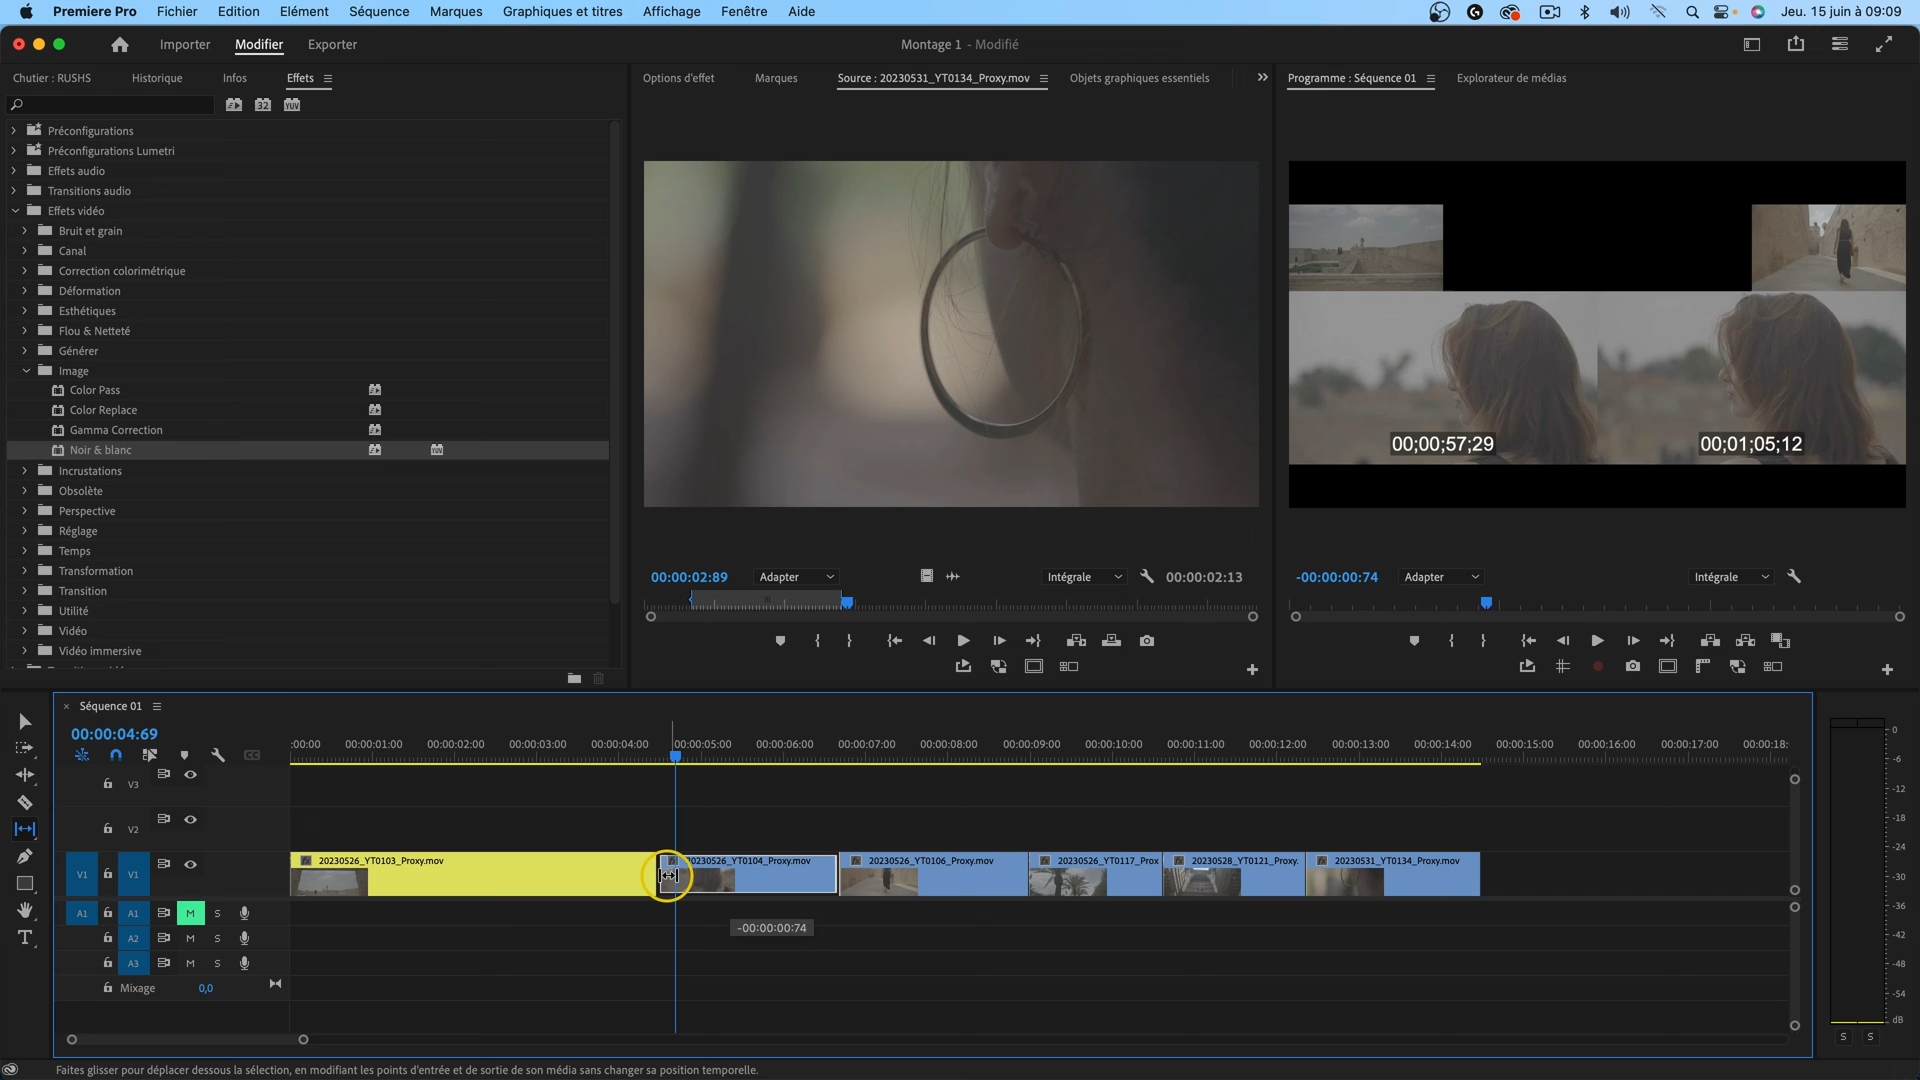 Premiere Pro Fichier Edition Elément Séquence Marques Graphiques et titres Affichage Fenêtre Aide Jeu. 15 juin à 09:09
Importer Modifier Exporter Montage 1 - Modifié
Chutier : RUSHS Historique Infos Effets
Options d'effet Marques Source : 20230531_YT0134_Proxy.mov Objets graphiques essentiels
Programme : Séquence 01 Explorateur de médias
32 YUV
Préconfigurations
Préconfigurations Lumetri
Effets audio
Transitions audio
Effets vidéo
Bruit et grain
Canal
Correction colorimétrique
Déformation
Esthétiques
Flou & Netteté
Générer
Image
Color Pass
Color Replace
Gamma Correction
Noir & blanc
Incrustations
Obsolète
Perspective
Réglage
Temps
Transformation
Transition
Utilité
Vidéo
Vidéo immersive
00;00;57;29 00;01;05;12
00:00:02:89 Adapter Intégrale 00:00:02:13
-00:00:00:74 Adapter Intégrale
Séquence 01
00:00:04:69
:00:00 00:00:01:00 00:00:02:00 00:00:03:00 00:00:04:00 00:00:05:00 00:00:06:00 00:00:07:00 00:00:08:00 00:00:09:00 00:00:10:00 00:00:11:00 00:00:12:00 00:00:13:00 00:00:14:00 00:00:15:00 00:00:16:00 00:00:17:00 00:00:18:
V3
V2
V1 V1
20230526_YT0103_Proxy.mov 20230526_YT0104_Proxy.mov 20230526_YT0106_Proxy.mov 20230526_YT0117_Prox 20230528_YT0121_Proxy. 20230531_YT0134_Proxy.mov
A1 A1 M S
-00:00:00:74
A2 M S
A3 M S
Mixage 0,0
0
-6
-12
-18
-24
-30
-36
-42
-48
-54
dB
S S
Faites glisser pour déplacer dessous la sélection, en modifiant les points d'entrée et de sortie de son média sans changer sa position temporelle.